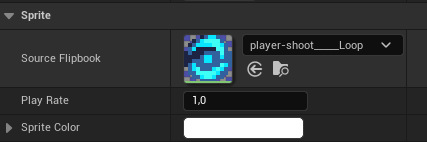 Sprite
Source Flipbook
player-shoot____Loop
Play Rate
1,0
Sprite Color